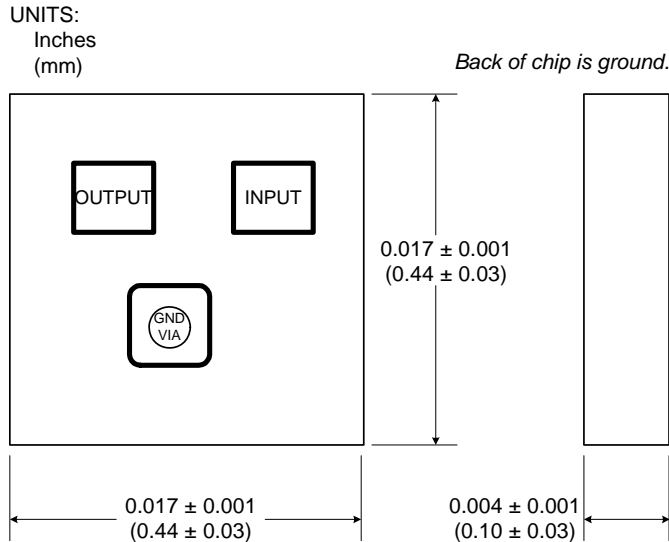 UNITS:
Inches
(mm)
Back of chip is ground.
OUTPUT
INPUT
GND
VIA
0.017 ± 0.001
(0.44 ± 0.03)
0.017 ± 0.001
(0.44 ± 0.03)
0.004 ± 0.001
(0.10 ± 0.03)